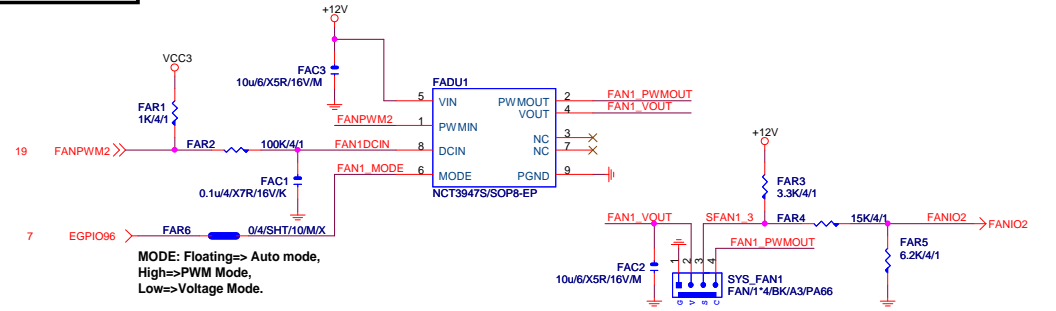 +12V
VCC3
FAC3
10u/6/X5R/16V/M
FADU1
FAR1
1K/4/1
5 VIN PWMOUT 2 FAN1_PWMOUT
VOUT 4 FAN1_VOUT
FANPWM2 1 PWMIN
NC 3
19 FANPWM2 FAR2 100K/4/1 FAN1DCIN 8 DCIN NC 7
+12V
FAC1
0.1u/4/X7R/16V/K
FAN1_MODE 6 MODE PGND 9
NCT3947S/SOP8-EP
FAR3
3.3K/4/1
FAN1_VOUT SFAN1_3 FAR4 15K/4/1 FANIO2 FANIO2
7 EGPIO96 FAR6 0/4/SHT/10/M/X
FAN1_PWMOUT
FAR5
6.2K/4/1
MODE: Floating=> Auto mode,
High=>PWM Mode,
Low=>Voltage Mode.
FAC2
10u/6/X5R/16V/M
1 2 3 4
SYS_FAN1
FAN/1*4/BK/A3/PA66
G V S C